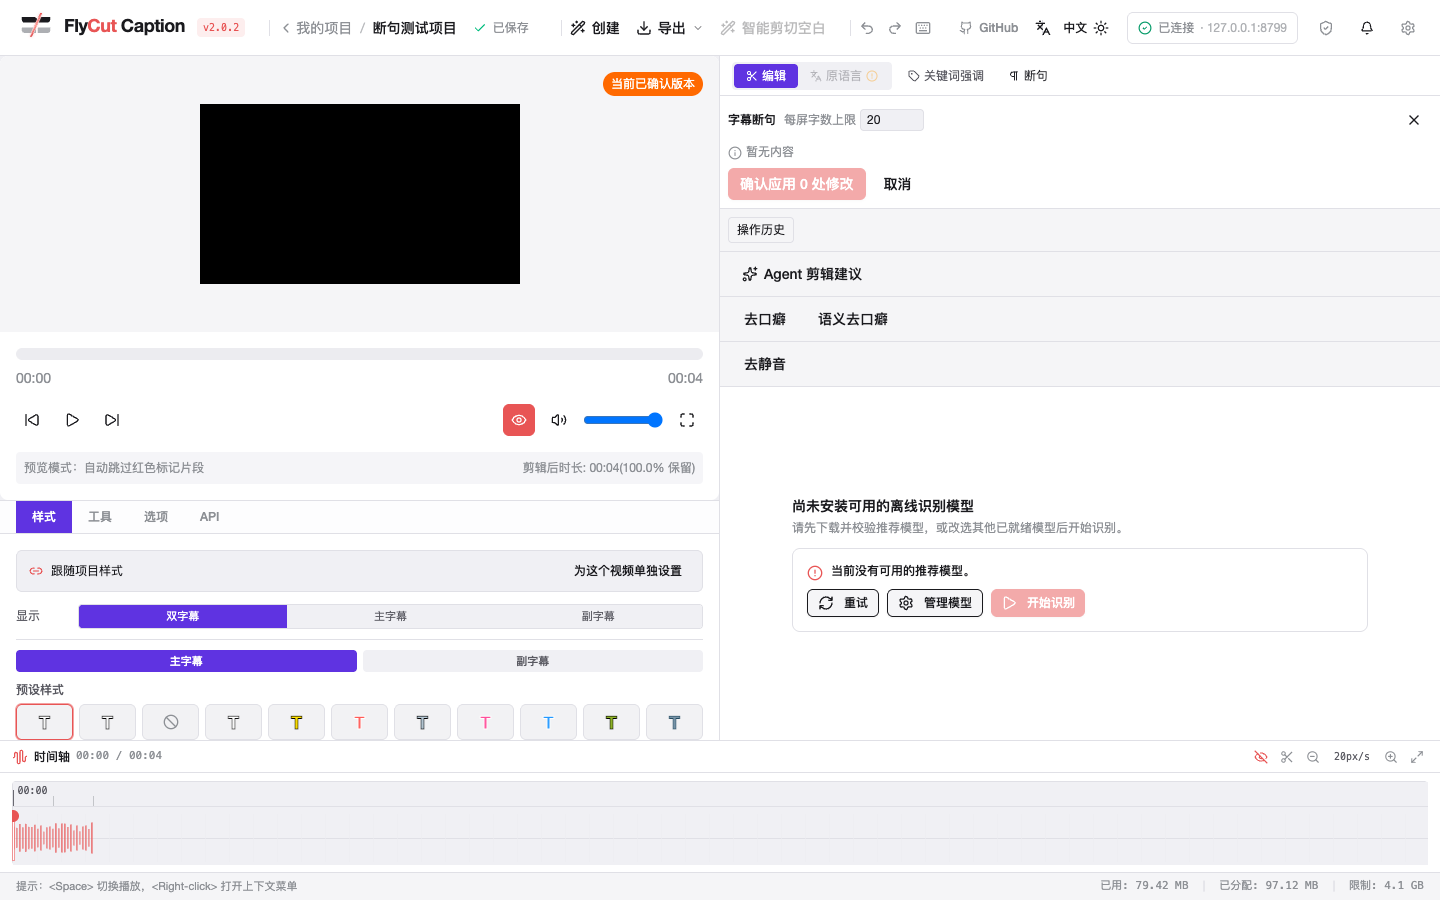 FlyCut Caption v2.0.2
我的项目 / 断句测试项目 已保存
创建 导出 智能剪切空白
GitHub 中文 已连接 · 127.0.0.1:8799
当前已确认版本
编辑 原语言 关键词强调 断句
字幕断句 每屏字数上限 20
暂无内容
确认应用 0 处修改 取消
操作历史
Agent 剪辑建议
去口癖 语义去口癖
去静音
00:00 00:04
预览模式：自动跳过红色标记片段 剪辑后时长: 00:04(100.0% 保留)
样式 工具 选项 API
跟随项目样式 为这个视频单独设置
显示 双字幕 主字幕 副字幕
主字幕 副字幕
预设样式
T T T T T T T T T T
尚未安装可用的离线识别模型
请先下载并校验推荐模型，或改选其他已就绪模型后开始识别。
当前没有可用的推荐模型。
重试 管理模型 开始识别
时间轴 00:00 / 00:04 20px/s
00:00
提示：<Space> 切换播放，<Right-click> 打开上下文菜单
已用: 79.42 MB 已分配: 97.12 MB 限制: 4.1 GB